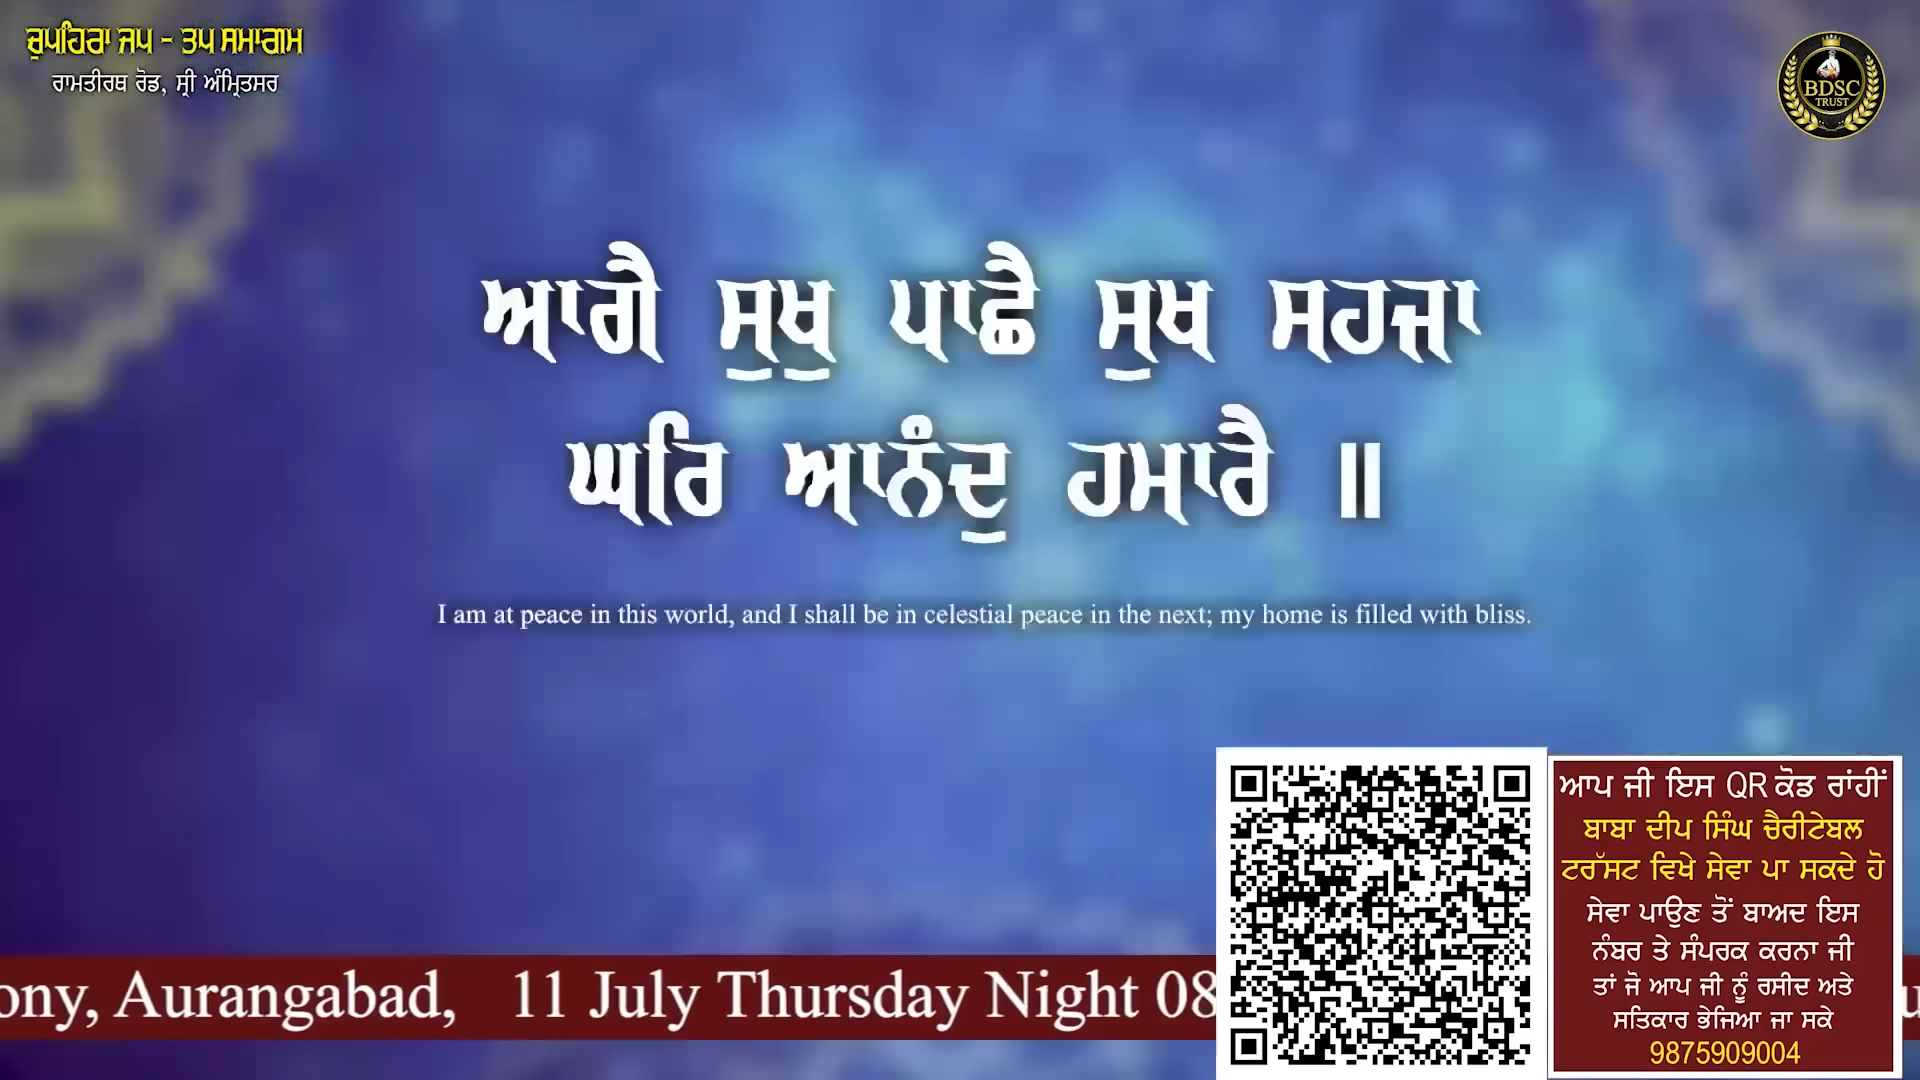 ਚੁਪਹਿਰਾ ਜਪ - ਤਪ ਸਮਾਗਮ
ਰਾਮਤੀਰਥ ਰੋਡ, ਸ੍ਰੀ ਅੰਮ੍ਰਿਤਸਰ
BDSC
TRUST
ਆਗੈ ਸੁਖੁ ਪਾਛੈ ਸੁਖ ਸਹਜਾ
ਘਰਿ ਆਨੰਦੁ ਹਮਾਰੈ ॥
I am at peace in this world, and I shall be in celestial peace in the next; my home is filled with bliss.
ਆਪ ਜੀ ਇਸ QR ਕੋਡ ਰਾਂਹੀਂ
ਬਾਬਾ ਦੀਪ ਸਿੰਘ ਚੈਰੀਟੇਬਲ
ਟਰੱਸਟ ਵਿਖੇ ਸੇਵਾ ਪਾ ਸਕਦੇ ਹੋ
ਸੇਵਾ ਪਾਉਣ ਤੋਂ ਬਾਅਦ ਇਸ
ਨੰਬਰ ਤੇ ਸੰਪਰਕ ਕਰਨਾ ਜੀ
ਤਾਂ ਜੋ ਆਪ ਜੀ ਨੂੰ ਰਸੀਦ ਅਤੇ
ਸਤਿਕਾਰ ਭੇਜਿਆ ਜਾ ਸਕੇ
9875909004
ony, Aurangabad, 11 July Thursday Night 08